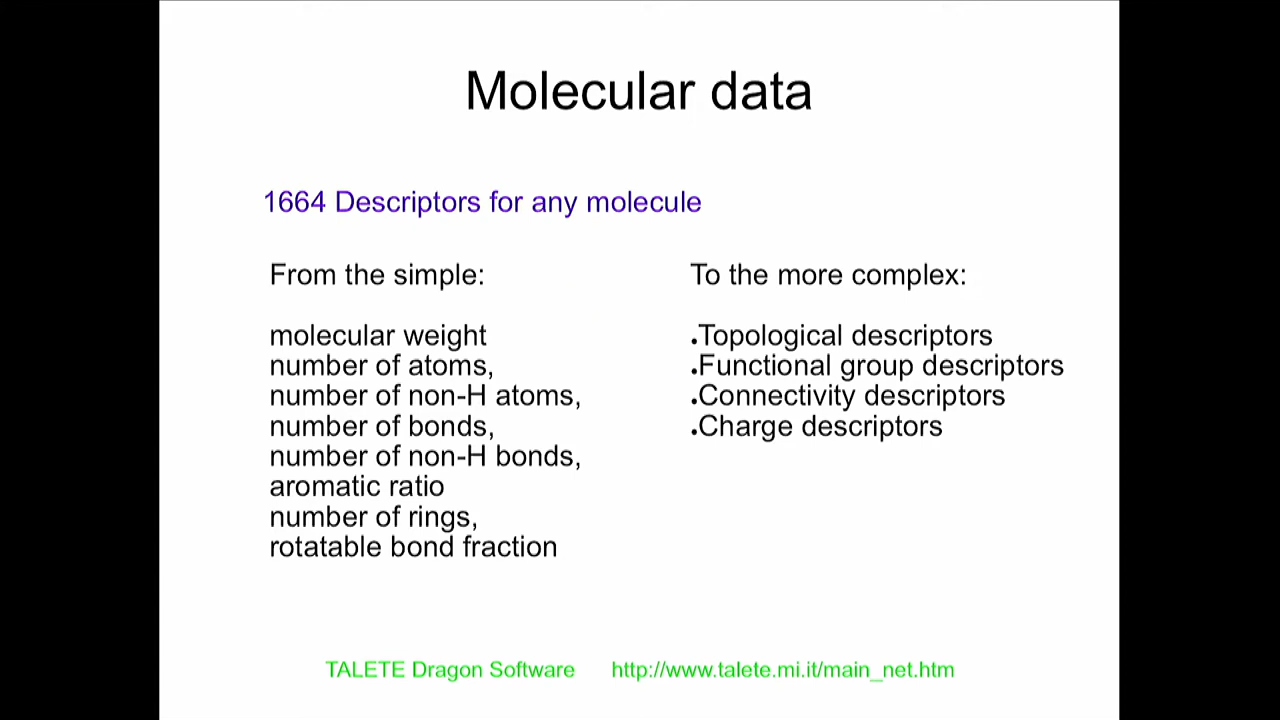 Molecular data
1664 Descriptors for any molecule
From the simple:
molecular weight
number of atoms,
number of non-H atoms,
number of bonds,
number of non-H bonds,
aromatic ratio
number of rings,
rotatable bond fraction
To the more complex:
•Topological descriptors
•Functional group descriptors
•Connectivity descriptors
•Charge descriptors
TALETE Dragon Software http://www.talete.mi.it/main_net.htm